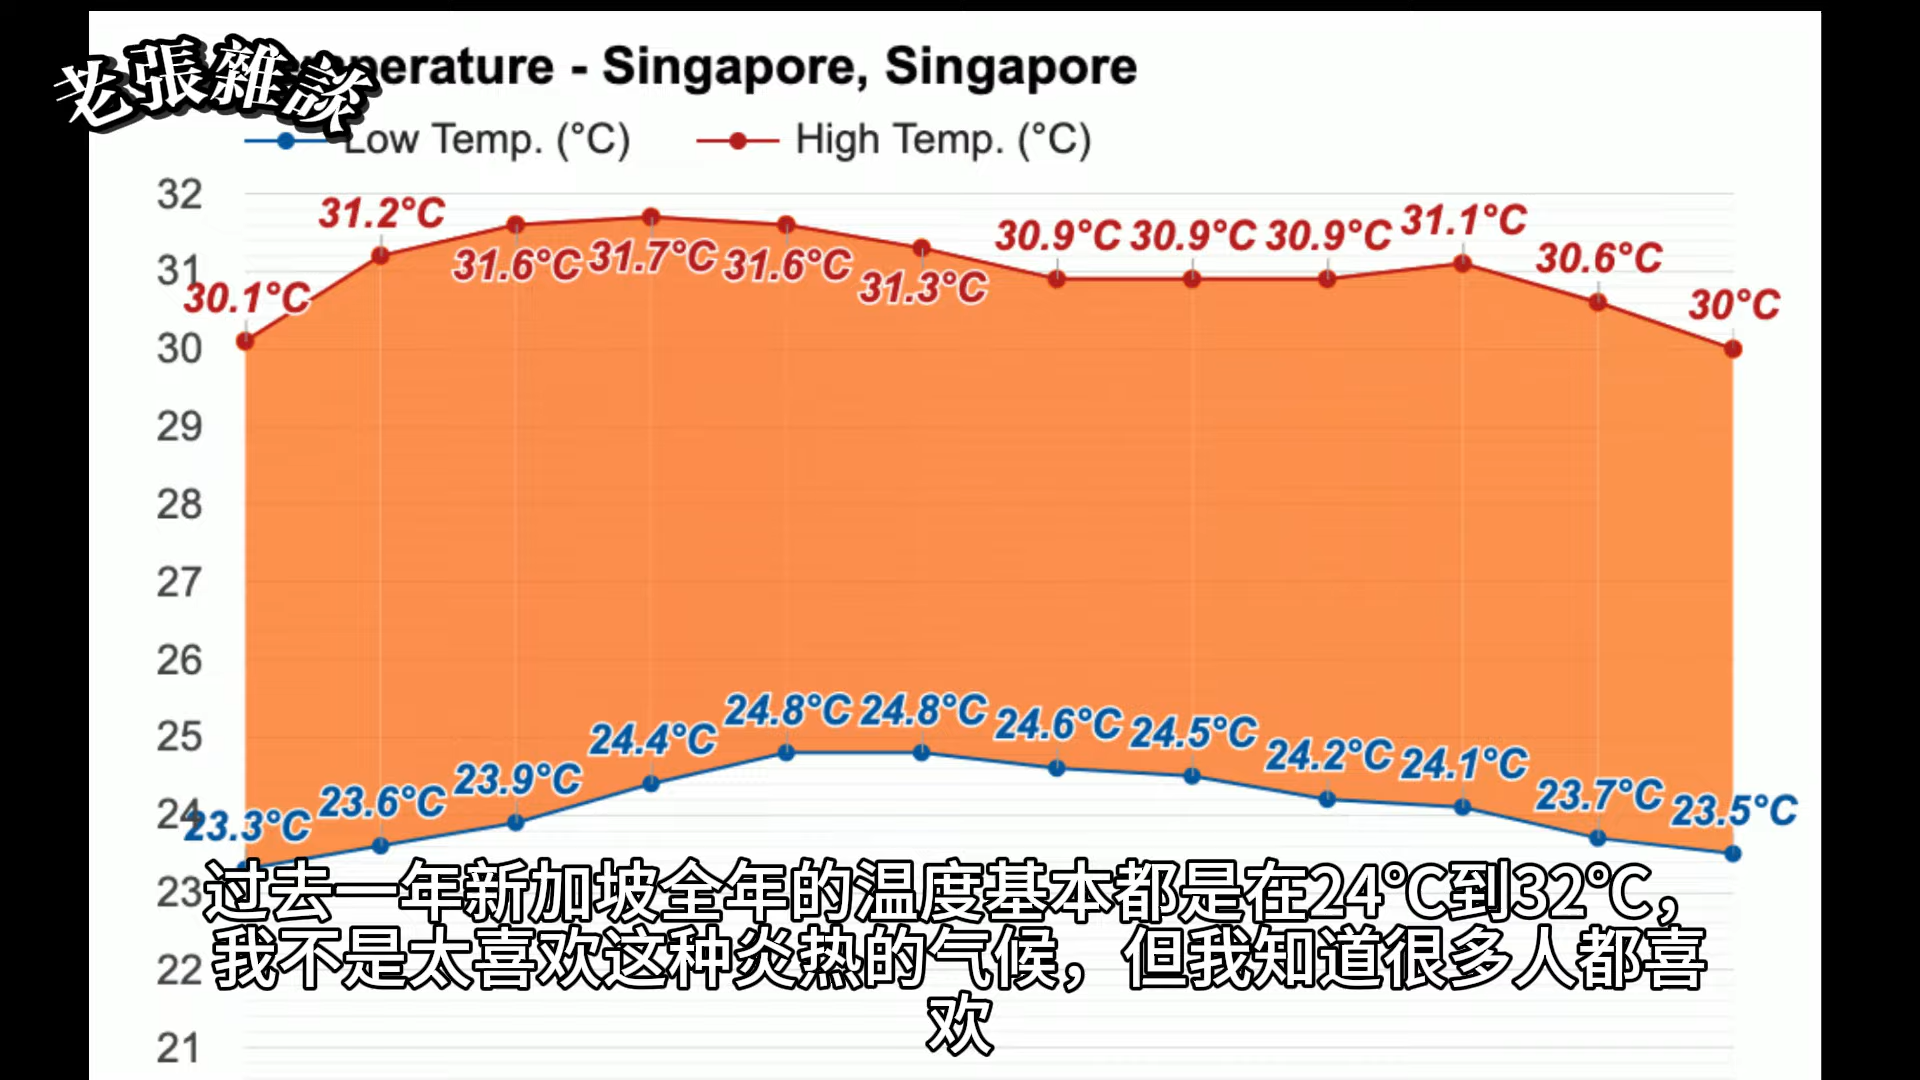 老張雜談
perature - Singapore, Singapore
Low Temp. (°C) High Temp. (°C)
32
31.2°C
31.6°C 31.7°C 31.6°C 31.3°C 30.9°C 30.9°C 30.9°C 31.1°C 30.6°C
31
30.1°C 30°C
30
29
28
27
26
25
24.8°C 24.8°C 24.6°C 24.5°C
24.4°C 24.2°C 24.1°C
23.6°C 23.9°C 23.7°C 23.5°C
24
23.3°C
23
过去一年新加坡全年的温度基本都是在24℃到32℃，
22
我不是太喜欢这种炎热的气候，但我知道很多人都喜
欢
21